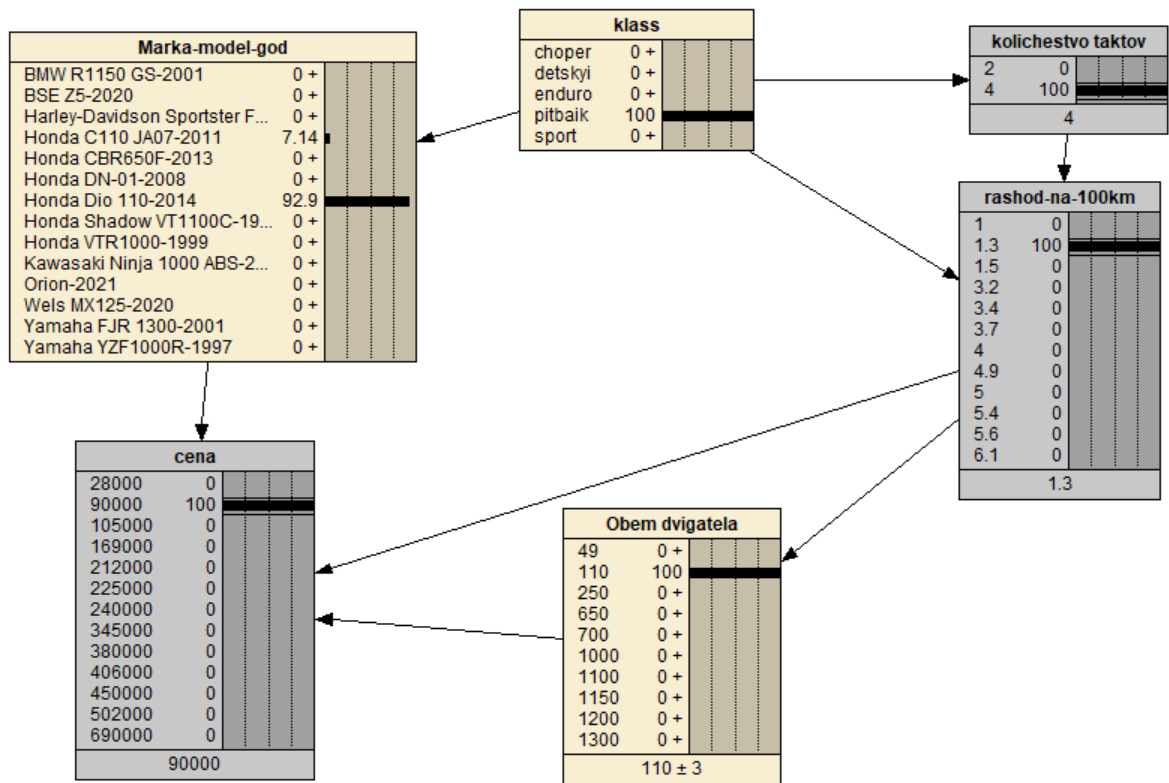 Marka-model-god
BMW R1150 GS-2001 0 +
BSE Z5-2020 0 +
Harley-Davidson Sportster F... 0 +
Honda C110 JA07-2011 7.14
Honda CBR650F-2013 0 +
Honda DN-01-2008 0 +
Honda Dio 110-2014 92.9
Honda Shadow VT1100C-19... 0 +
Honda VTR1000-1999 0 +
Kawasaki Ninja 1000 ABS-2... 0 +
Orion-2021 0 +
Wels MX125-2020 0 +
Yamaha FJR 1300-2001 0 +
Yamaha YZF1000R-1997 0 +
klass
choper 0 +
detskyi 0 +
enduro 0 +
pitbaik 100
sport 0 +
kolichestvo taktov
2 0
4 100
4
rashod-na-100km
1 0
1.3 100
1.5 0
3.2 0
3.4 0
3.7 0
4 0
4.9 0
5 0
5.4 0
5.6 0
6.1 0
1.3
cena
28000 0
90000 100
105000 0
169000 0
212000 0
225000 0
240000 0
345000 0
380000 0
406000 0
450000 0
502000 0
690000 0
90000
Obem dvigatela
49 0 +
110 100
250 0 +
650 0 +
700 0 +
1000 0 +
1100 0 +
1150 0 +
1200 0 +
1300 0 +
110 ± 3